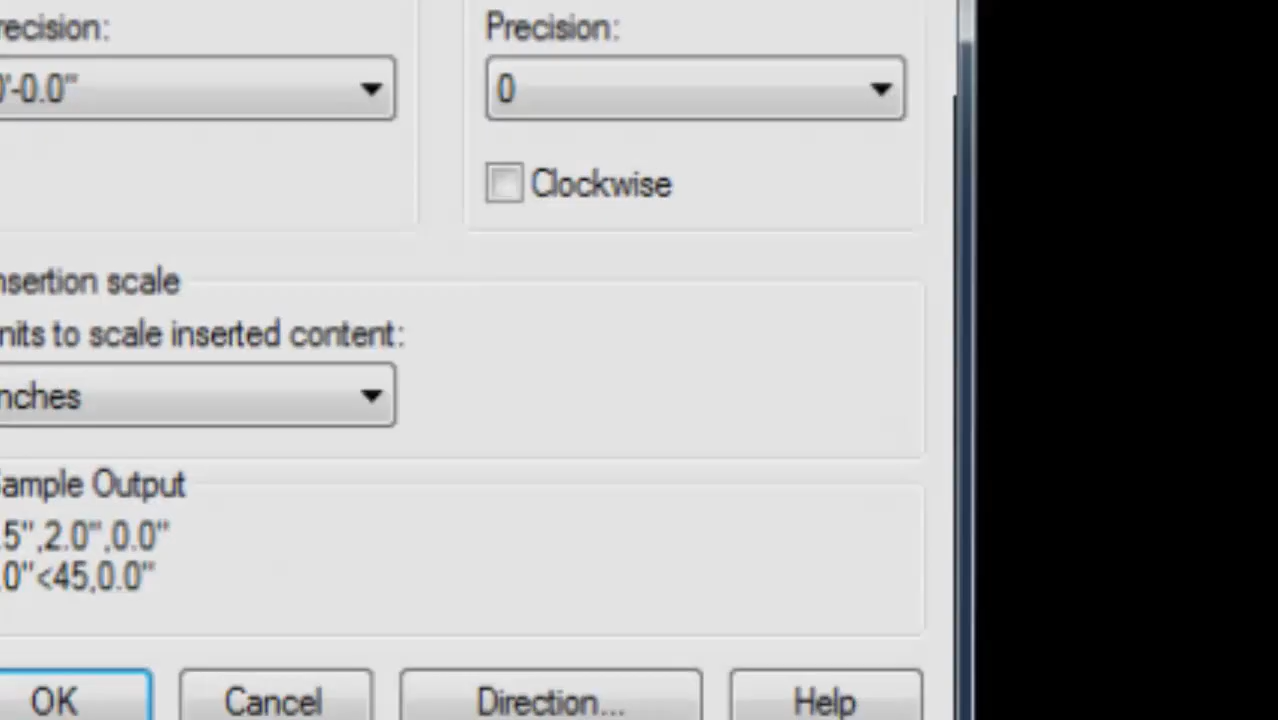 recision:
Precision:
0'-0.0"
0
Clockwise
nsertion scale
nits to scale inserted content:
nches
Sample Output
.5",2.0",0.0"
.0"<45,0.0"
OK
Cancel
Direction...
Help